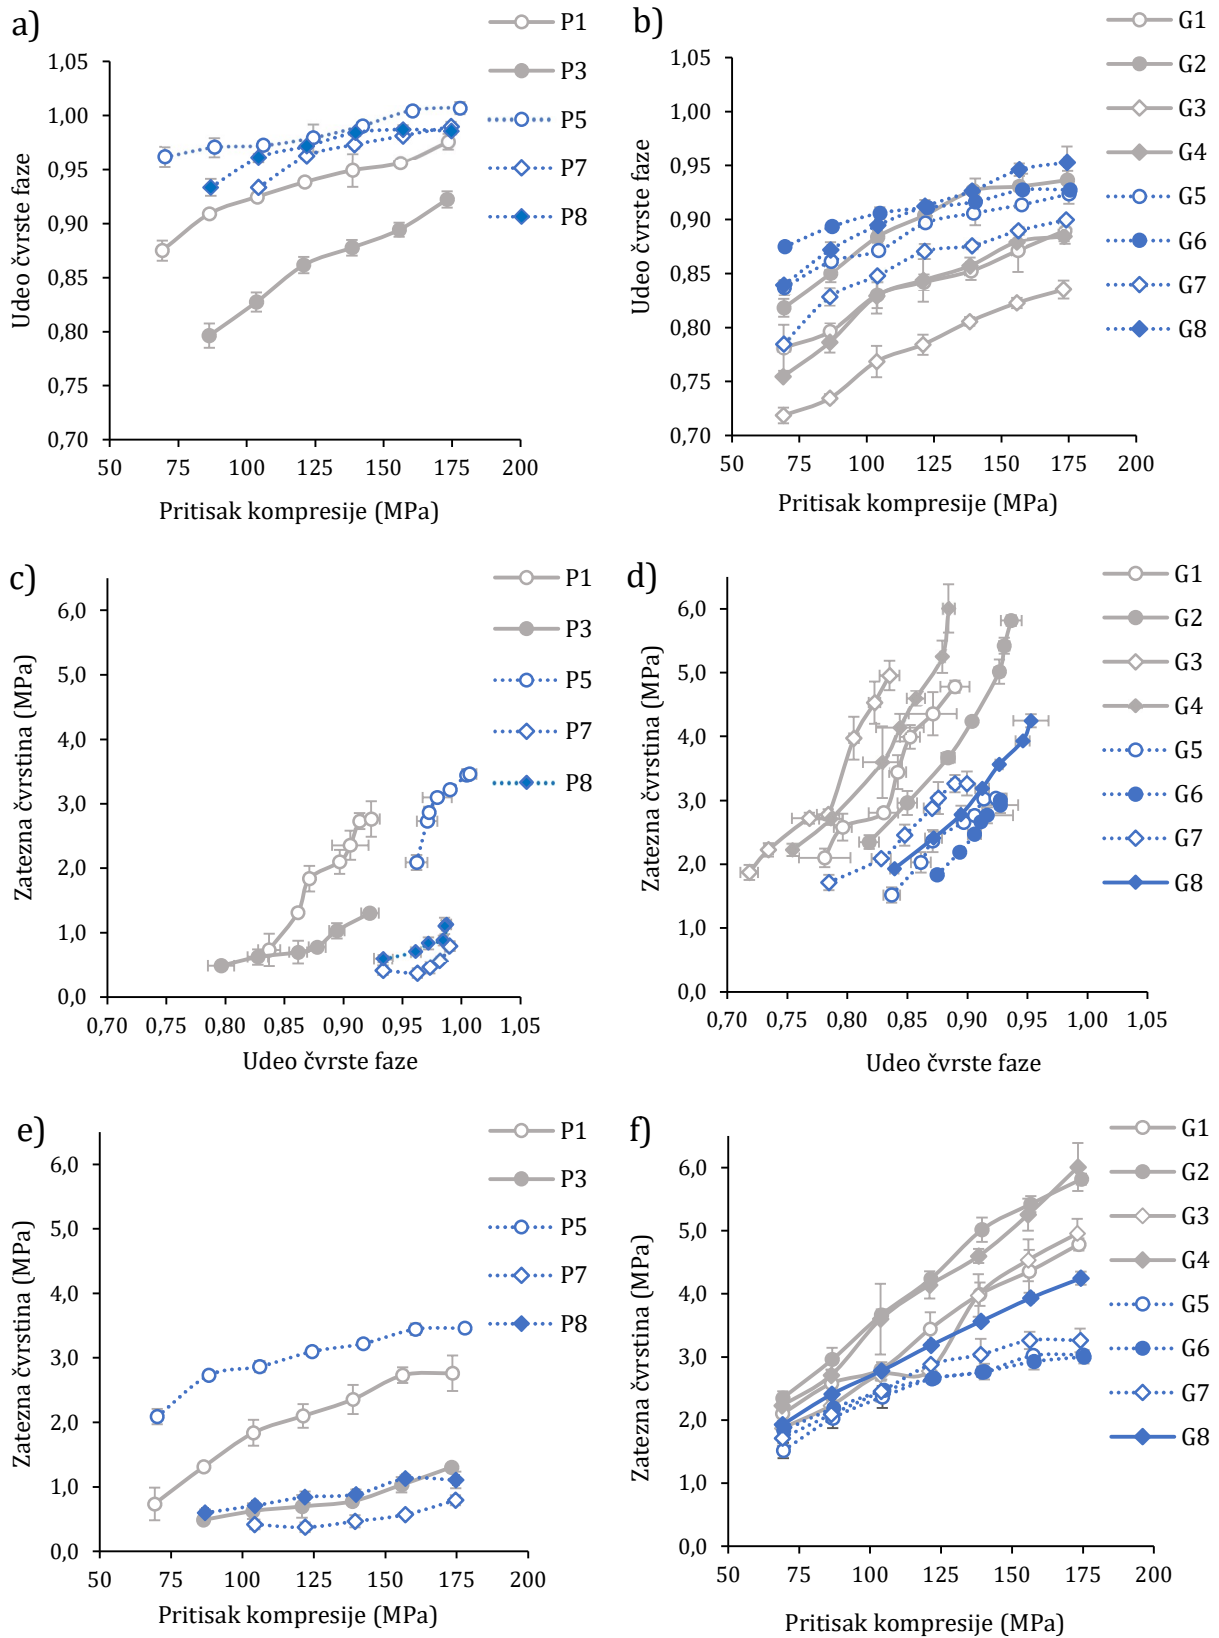 a)
P1
P3
P5
P7
P8
1,05
1,00
0,95
0,90
0,85
0,80
0,75
0,70
50 75 100 125 150 175 200
Udeo čvrste faze
Pritisak kompresije (MPa)
b)
G1
G2
G3
G4
G5
G6
G7
G8
1,05
1,00
0,95
0,90
0,85
0,80
0,75
0,70
50 75 100 125 150 175 200
Udeo čvrste faze
Pritisak kompresije (MPa)
c)
P1
P3
P5
P7
P8
6,0
5,0
4,0
3,0
2,0
1,0
0,0
0,70 0,75 0,80 0,85 0,90 0,95 1,00 1,05
Zatezna čvrstina (MPa)
Udeo čvrste faze
d)
G1
G2
G3
G4
G5
G6
G7
G8
6,0
5,0
4,0
3,0
2,0
1,0
0,0
0,70 0,75 0,80 0,85 0,90 0,95 1,00 1,05
Zatezna čvrstina (MPa)
Udeo čvrste faze
e)
P1
P3
P5
P7
P8
6,0
5,0
4,0
3,0
2,0
1,0
0,0
50 75 100 125 150 175 200
Zatezna čvrstina (MPa)
Pritisak kompresije (MPa)
f)
G1
G2
G3
G4
G5
G6
G7
G8
6,0
5,0
4,0
3,0
2,0
1,0
0,0
50 75 100 125 150 175 200
Zatezna čvrstina (MPa)
Pritisak kompresije (MPa)